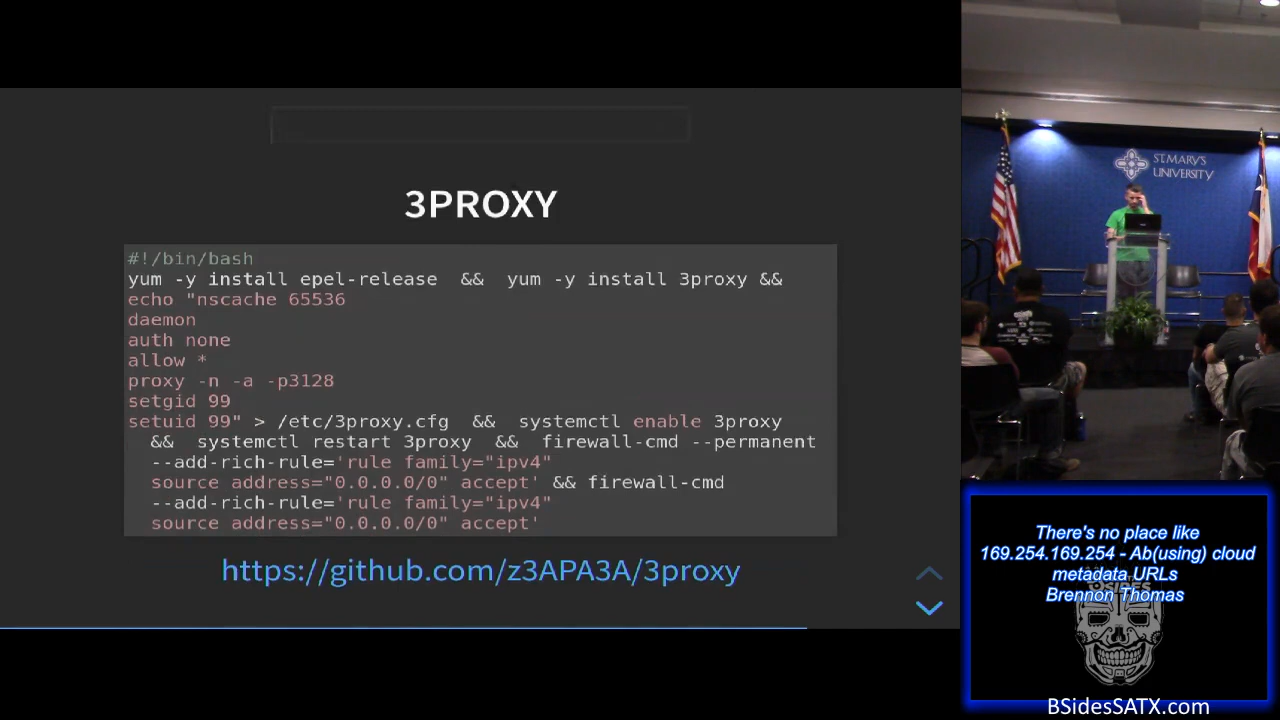 3PROXY
#!/bin/bash
yum -y install epel-release  &&  yum -y install 3proxy &&
echo "nscache 65536
daemon
auth none
allow *
proxy -n -a -p3128
setgid 99
setuid 99" > /etc/3proxy.cfg  &&  systemctl enable 3proxy
  &&  systemctl restart 3proxy  &&  firewall-cmd --permanent
  --add-rich-rule='rule family="ipv4"
  source address="0.0.0.0/0" accept' && firewall-cmd
  --add-rich-rule='rule family="ipv4"
  source address="0.0.0.0/0" accept'
https://github.com/z3APA3A/3proxy
ST. MARY'S
UNIVERSITY
There's no place like
169.254.169.254 - Ab(using) cloud
metadata URLs
Brennon Thomas
BSidesSATX.com